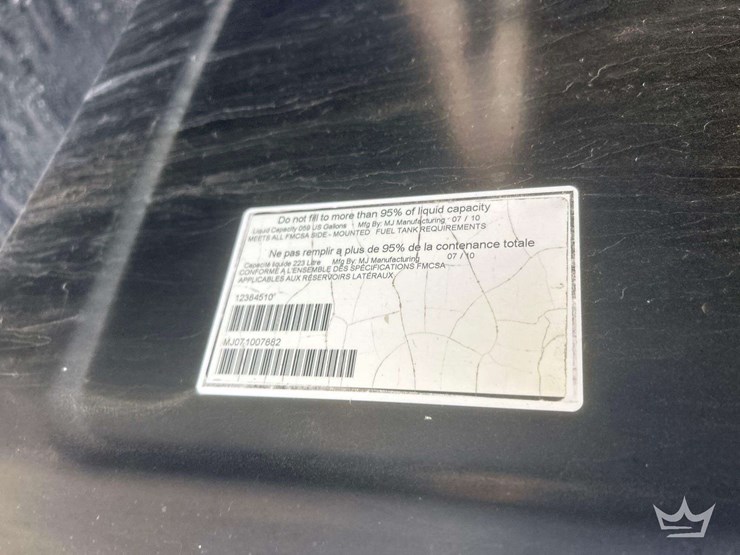 Do not fill to more than 95% of liquid capacity
Liquid Capacity 059 US Gallons Mfg By: MJ Manufacturing 07 / 10
MEETS ALL FMCSA SIDE - MOUNTED FUEL TANK REQUIREMENTS
Ne pas remplir a plus de 95% de la contenance totale
Capacité liquide 223 Litre Mfg By: MJ Manufacturing 07 / 10
CONFORME A L'ENSEMBLE DES SPÉCIFICATIONS FMCSA
APPLICABLES AUX RÉSERVOIRS LATÉRAUX
12384510
MJ071007682